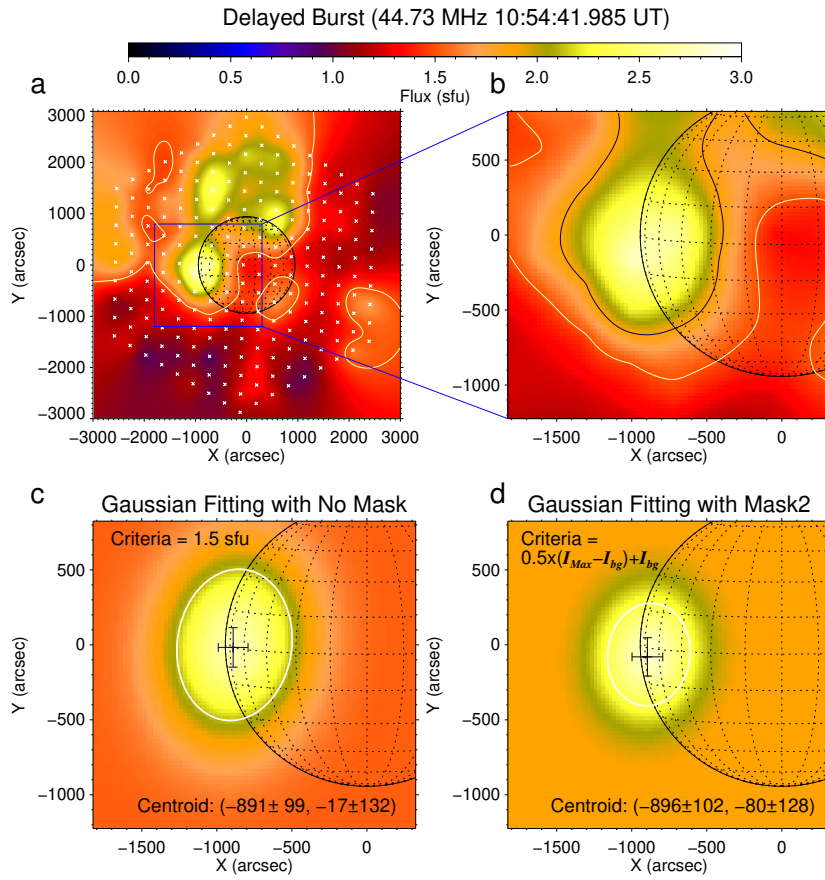 Delayed Burst (44.73 MHz 10:54:41.985 UT)
0.0 0.5 1.0 1.5 2.0 2.5 3.0
Flux (sfu)
a
3000
2000
1000
0
−1000
−2000
−3000
Y (arcsec)
−3000 −2000 −1000 0 1000 2000 3000
X (arcsec)
b
500
0
−500
−1000
Y (arcsec)
−1500 −1000 −500 0
X (arcsec)
c
Gaussian Fitting with No Mask
Criteria = 1.5 sfu
500
0
−500
−1000
Y (arcsec)
Centroid: (−891± 99, −17±132)
−1500 −1000 −500 0
X (arcsec)
d
Gaussian Fitting with Mask2
Criteria =
0.5x(I_Max−I_bg)+I_bg
500
0
−500
−1000
Y (arcsec)
Centroid: (−896±102, −80±128)
−1500 −1000 −500 0
X (arcsec)